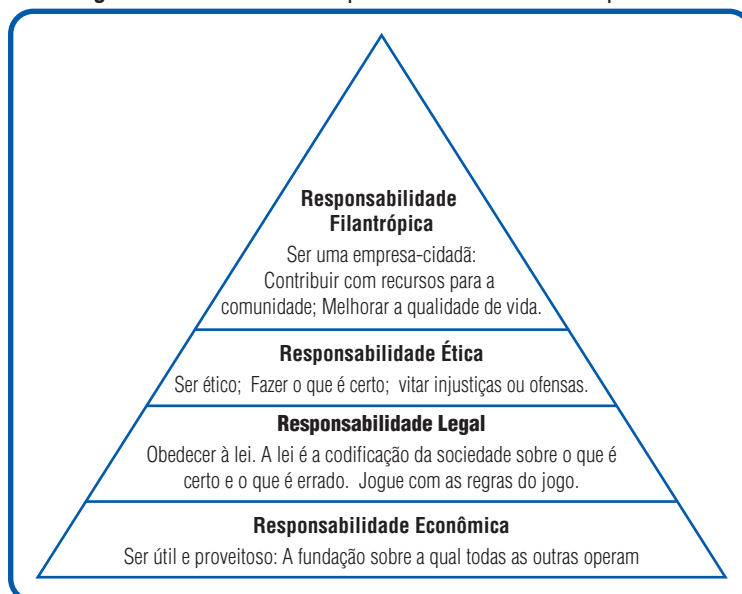 Responsabilidade
Filantrópica
Ser uma empresa-cidadã:
Contribuir com recursos para a
comunidade; Melhorar a qualidade de vida.
Responsabilidade Ética
Ser ético; Fazer o que é certo; vitar injustiças ou ofensas.
Responsabilidade Legal
Obedecer à lei. A lei é a codificação da sociedade sobre o que é
certo e o que é errado. Jogue com as regras do jogo.
Responsabilidade Econômica
Ser útil e proveitoso: A fundação sobre a qual todas as outras operam